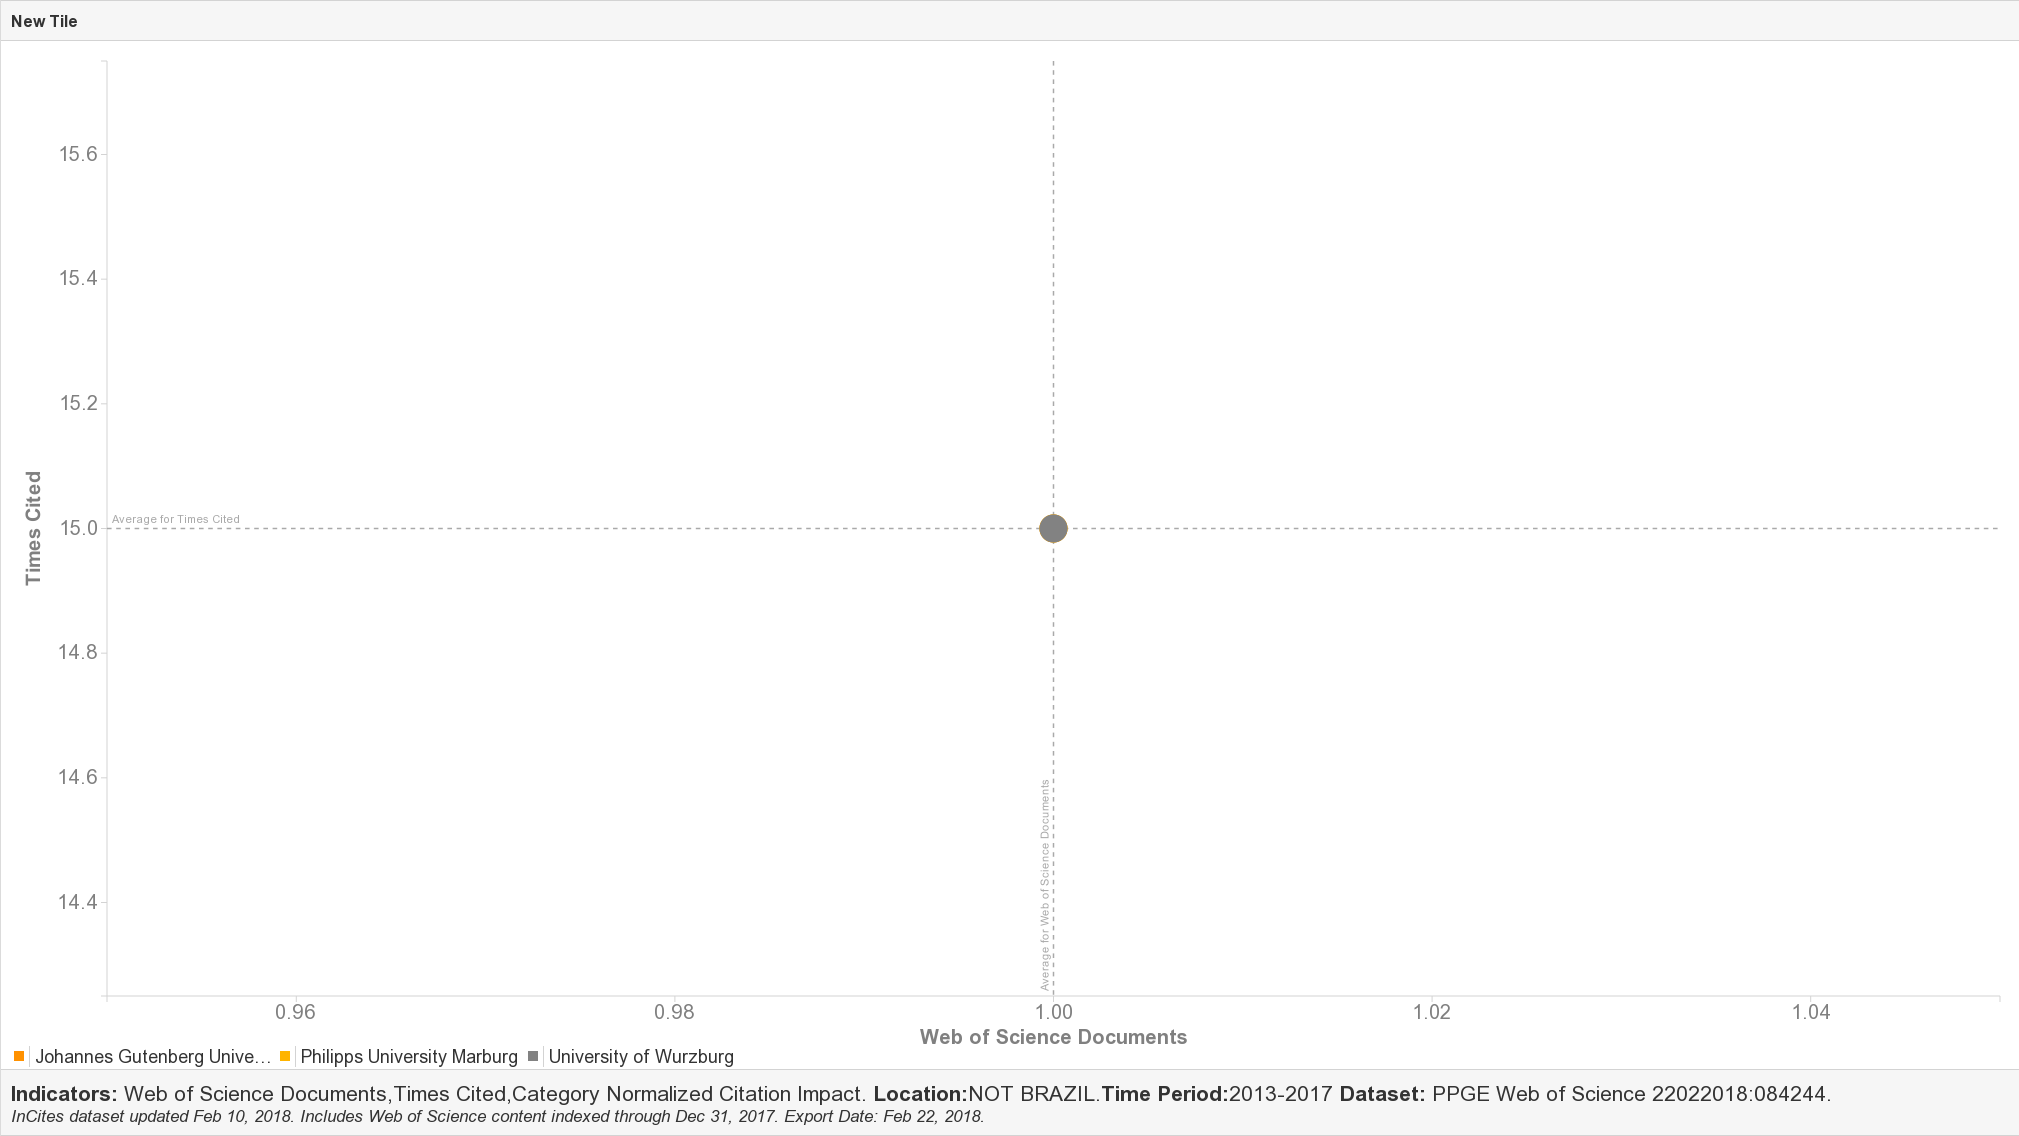 New Tile
15.6
15.4
15.2
15.0
14.8
14.6
14.4
Times Cited
Average for Times Cited
Average for Web of Science Documents
0.96 0.98 1.00 1.02 1.04
Web of Science Documents
Johannes Gutenberg Unive... Philipps University Marburg University of Wurzburg
Indicators: Web of Science Documents,Times Cited,Category Normalized Citation Impact. Location:NOT BRAZIL.Time Period:2013-2017 Dataset: PPGE Web of Science 22022018:084244.
InCites dataset updated Feb 10, 2018. Includes Web of Science content indexed through Dec 31, 2017. Export Date: Feb 22, 2018.